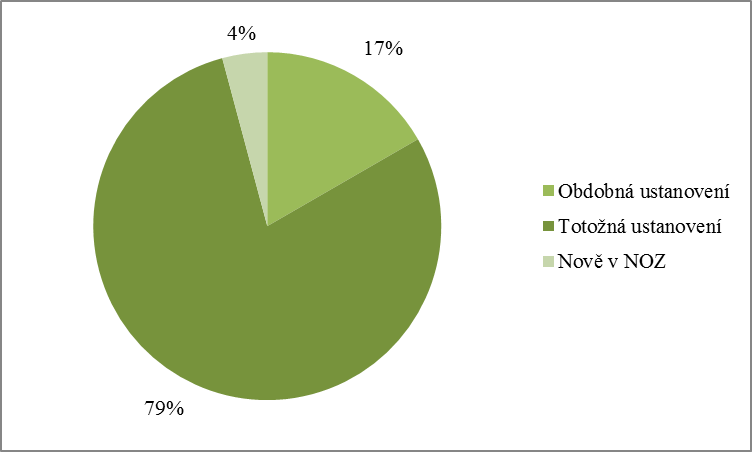 4%
17%
Obdobná ustanovení
Totožná ustanovení
Nově v NOZ
79%